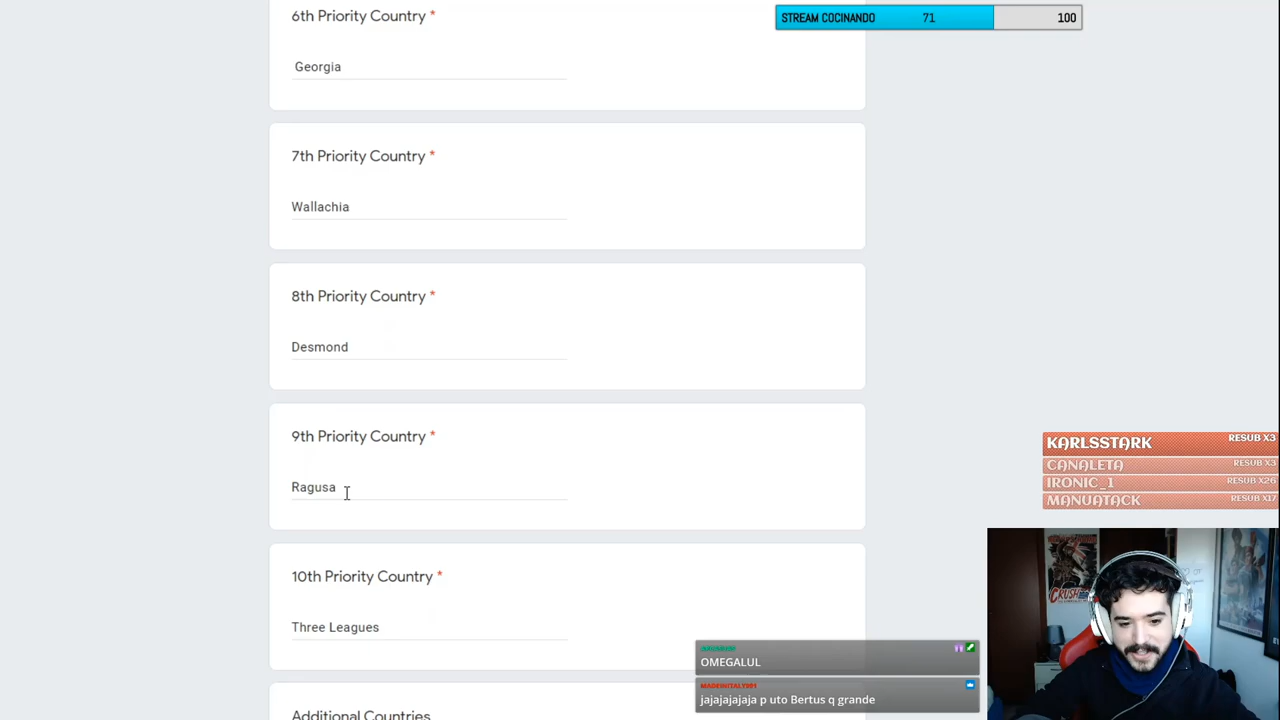 6th Priority Country *
STREAM COCINANDO 71 100
Georgia
7th Priority Country *
Wallachia
8th Priority Country *
Desmond
9th Priority Country *
Ragusa
KARLSSTARK RESUB X3
CANALETA RESUB X3
IRONIC_1 RESUB X26
MANUATACK RESUB X17
10th Priority Country *
Three Leagues
OMEGALUL
MADEINITALY301
jajajajajaja p uto Bertus q grande
Additional Countries
CRUSH